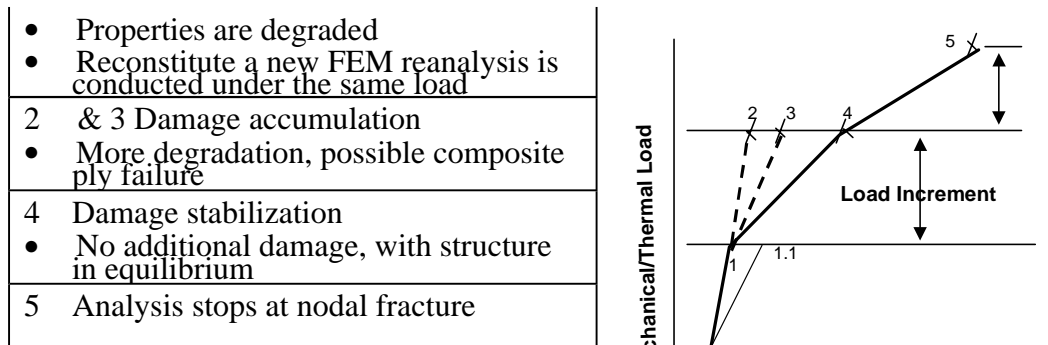 • Properties are degraded
• Reconstitute a new FEM reanalysis is
conducted under the same load
2 & 3 Damage accumulation
• More degradation, possible composite
ply failure
4 Damage stabilization
• No additional damage, with structure
in equilibrium
5 Analysis stops at nodal fracture
5
2
3
4
Load Increment
1
1.1
chanical/Thermal Load